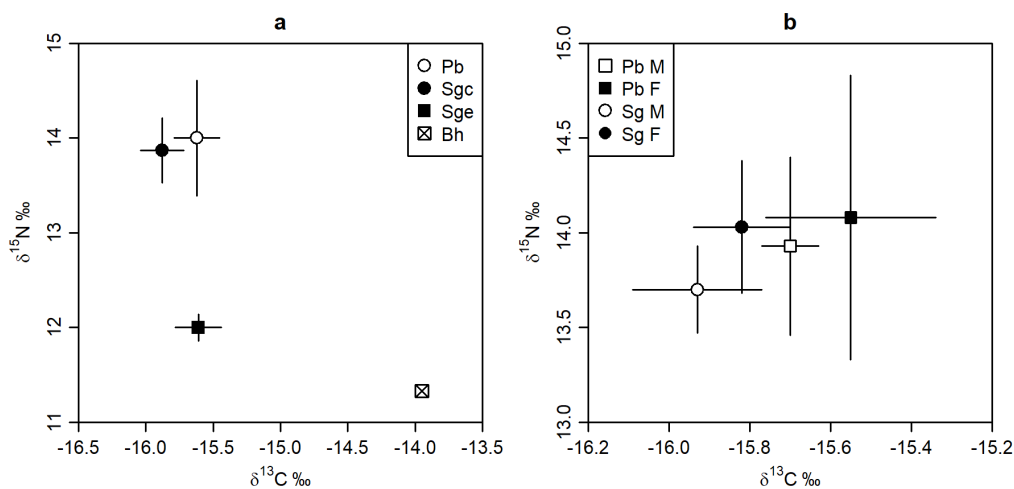 a
15
14
13
12
11
δ15N ‰
-16.5 -16.0 -15.5 -15.0 -14.5 -14.0 -13.5
δ13C ‰
Pb
Sgc
Sge
Bh
b
15.0
14.5
14.0
13.5
13.0
δ15N ‰
-16.2 -16.0 -15.8 -15.6 -15.4 -15.2
δ13C ‰
Pb M
Pb F
Sg M
Sg F